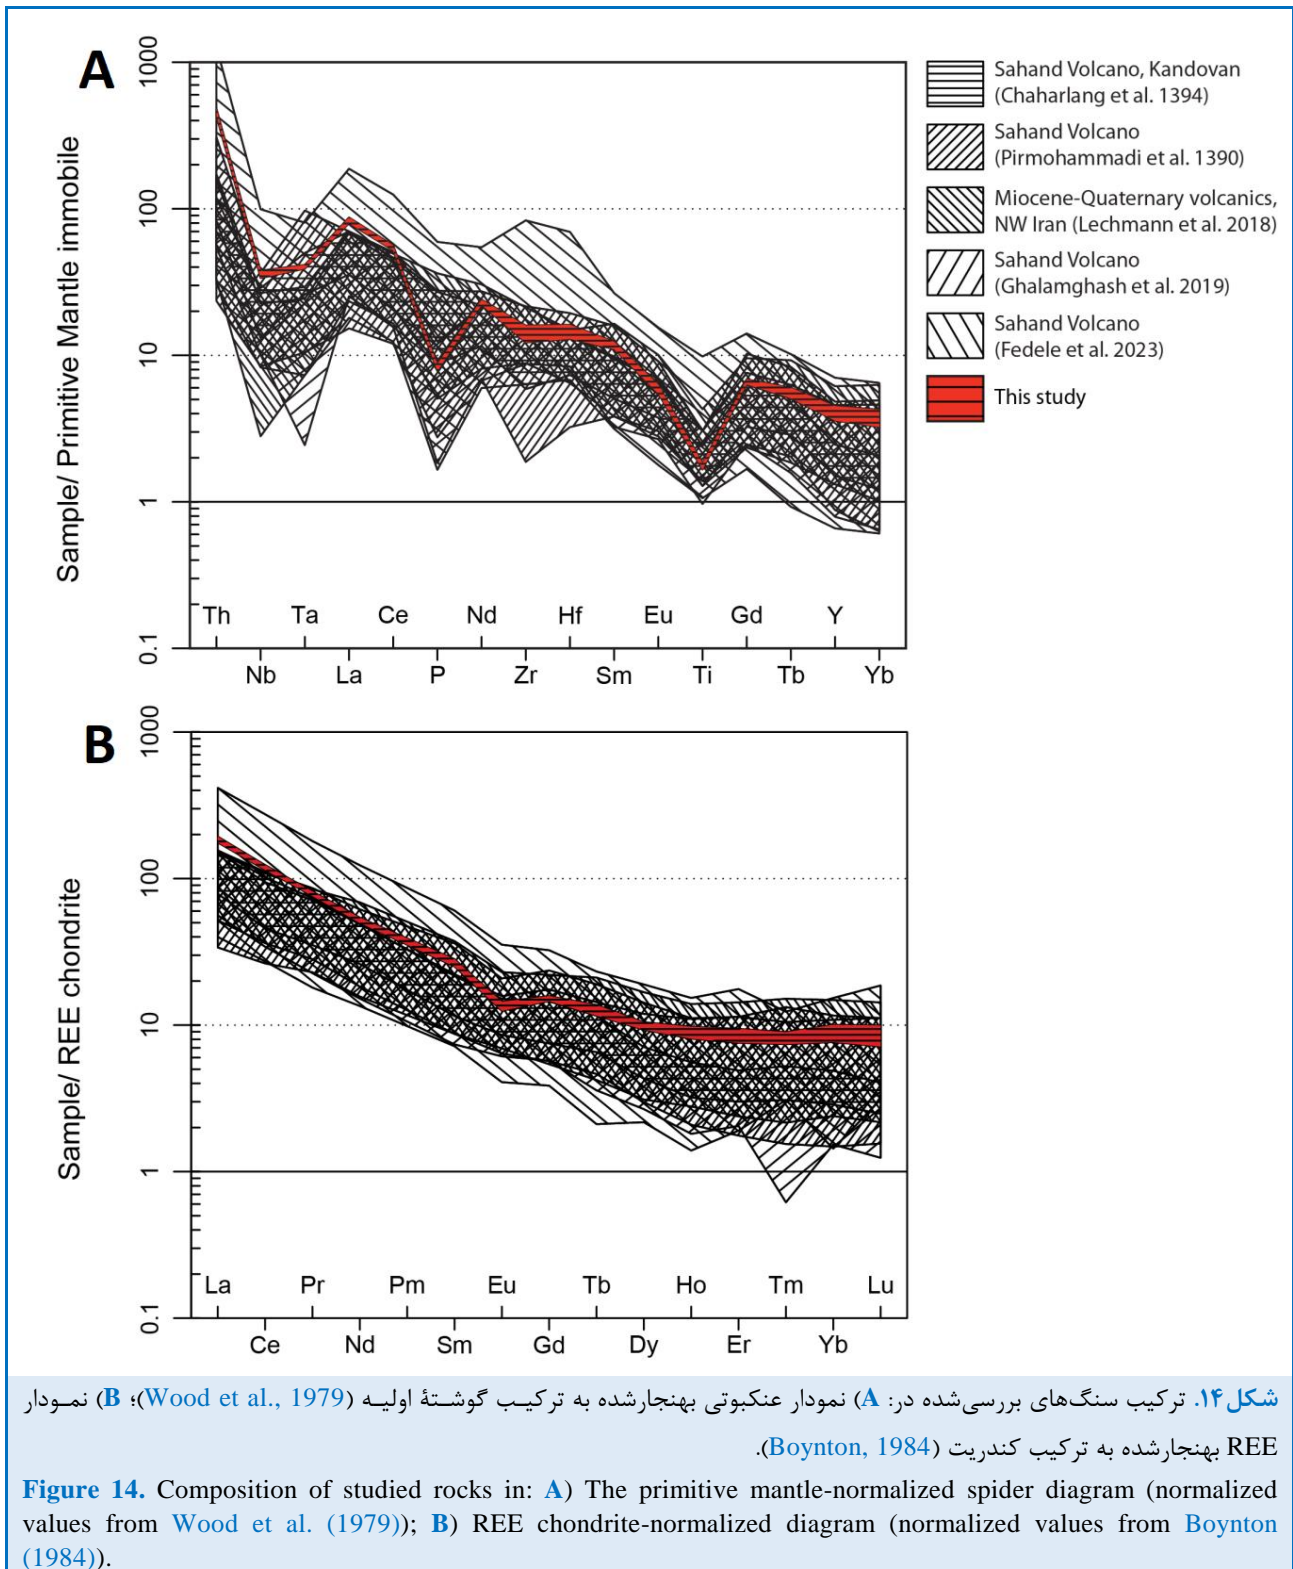 A
Sample/ Primitive Mantle immobile
1000
100
10
1
0.1
Th Ta Ce Nd Hf Eu Gd Y
Nb La P Zr Sm Ti Tb Yb
Sahand Volcano, Kandovan
(Chaharlang et al. 1394)
Sahand Volcano
(Pirmohammadi et al. 1390)
Miocene-Quaternary volcanics,
NW Iran (Lechmann et al. 2018)
Sahand Volcano
(Ghalamghash et al. 2019)
Sahand Volcano
(Fedele et al. 2023)
This study
B
Sample/ REE chondrite
1000
100
10
1
0.1
La Pr Pm Eu Tb Ho Tm Lu
Ce Nd Sm Gd Dy Er Yb
شکل۱۴. ترکیب سنگ‌های بررسی‌شده در: A) نمودار عنکبوتی بهنجارشده به ترکیب گوشتۀ اولیه (Wood et al., 1979)؛ B) نمودار
REE بهنجارشده به ترکیب کندریت (Boynton, 1984).
Figure 14. Composition of studied rocks in: A) The primitive mantle-normalized spider diagram (normalized
values from Wood et al. (1979)); B) REE chondrite-normalized diagram (normalized values from Boynton
(1984)).